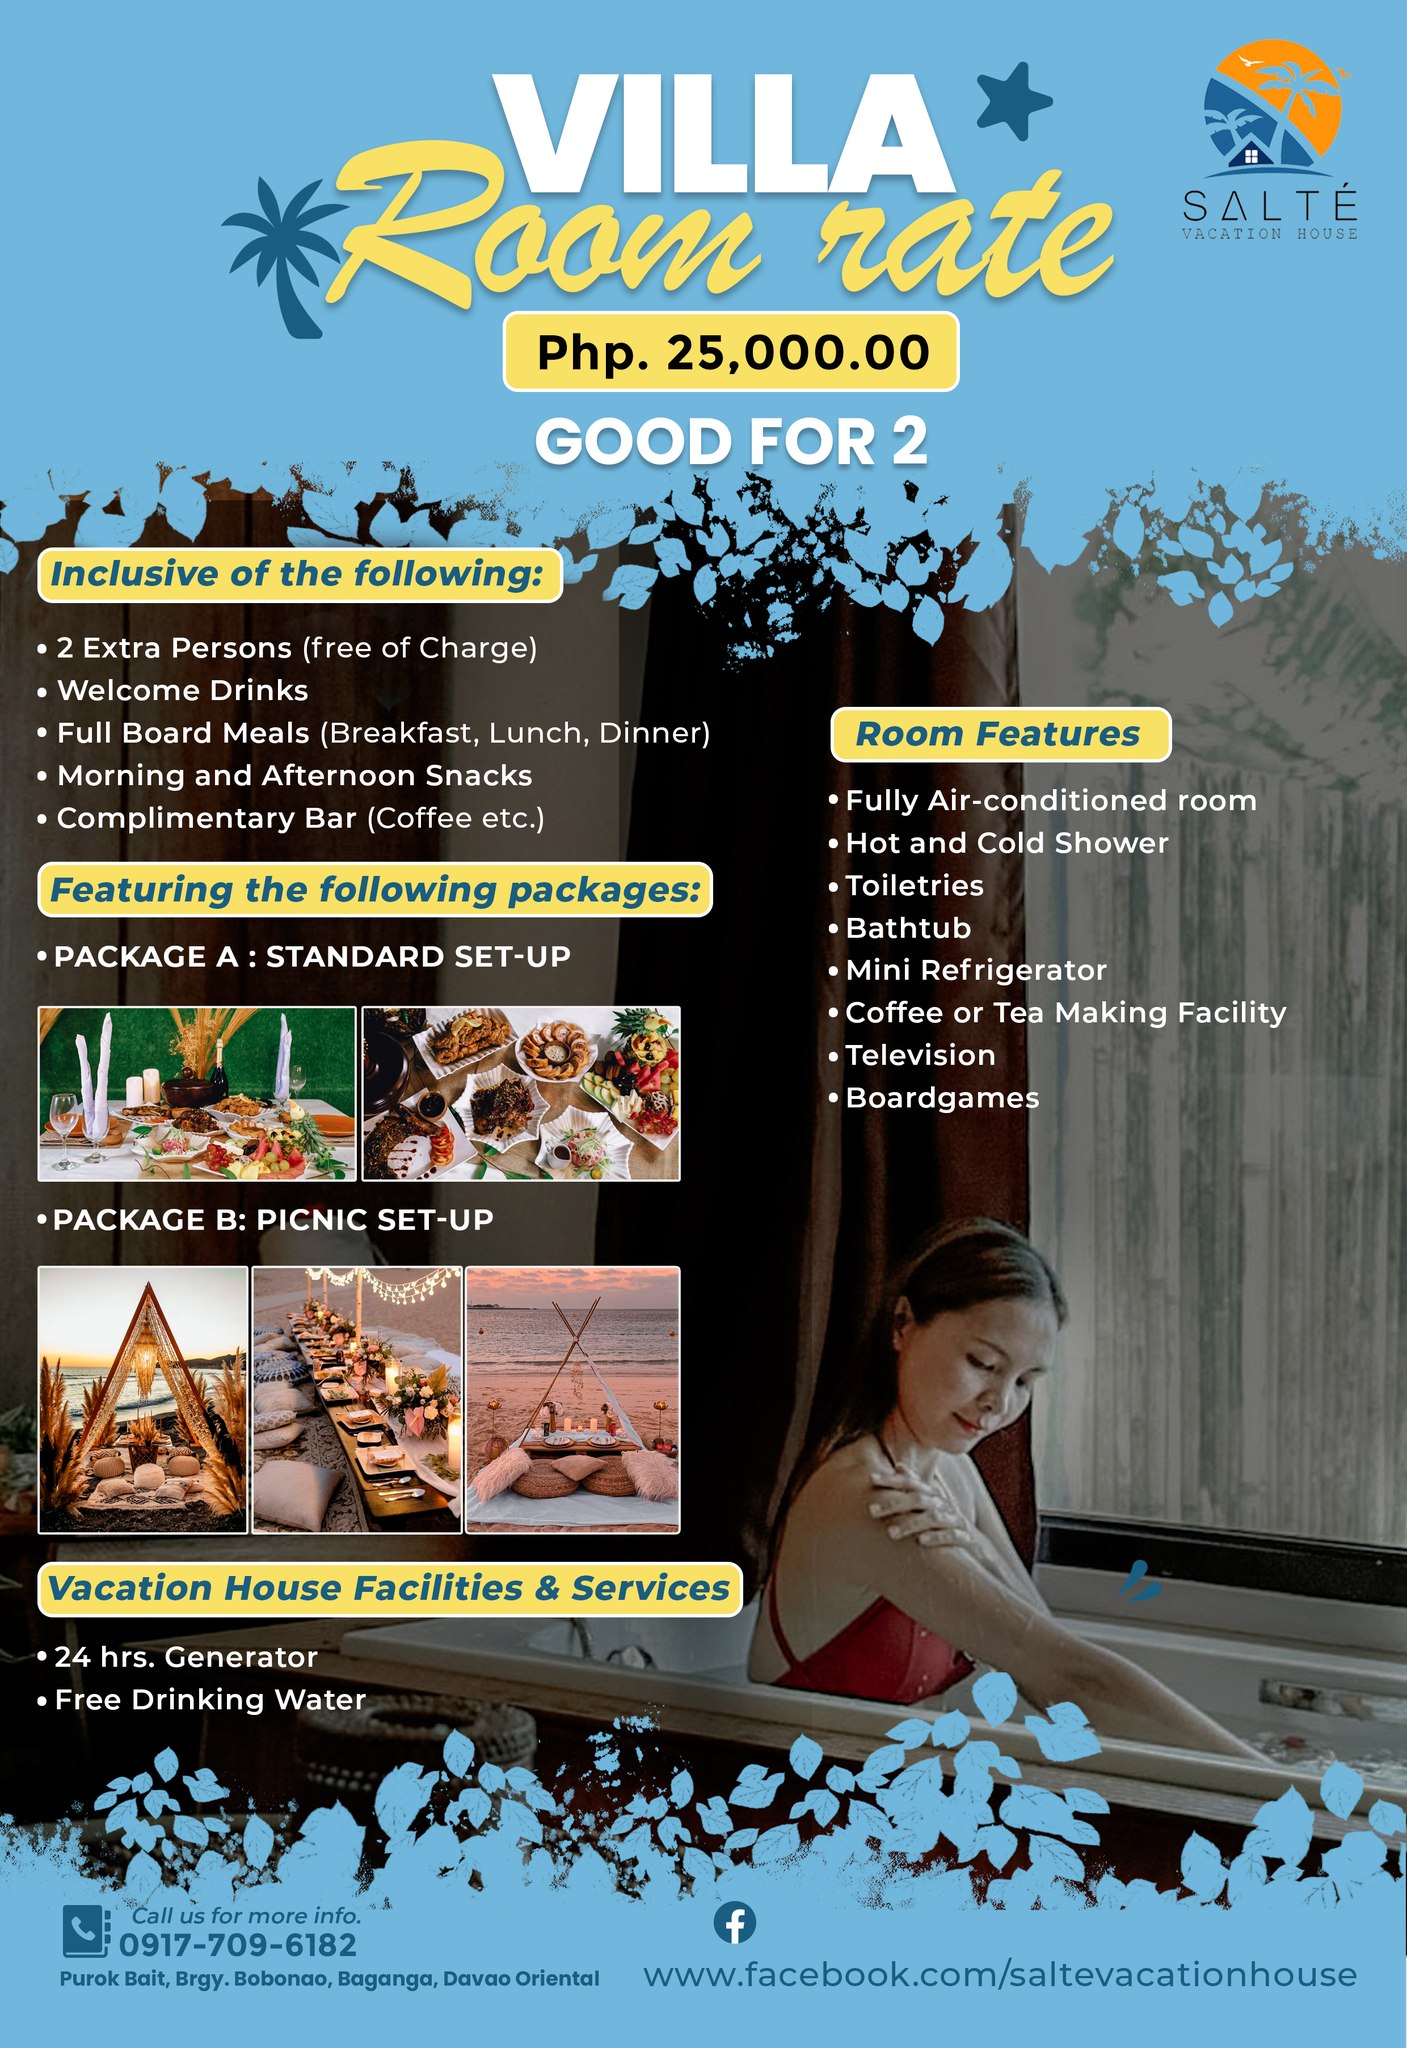 VILLA
Room rate
SALTÉ
VACATION HOUSE
Php. 25,000.00
GOOD FOR 2
Inclusive of the following:
• 2 Extra Persons (free of Charge)
• Welcome Drinks
• Full Board Meals (Breakfast, Lunch, Dinner)
• Morning and Afternoon Snacks
• Complimentary Bar (Coffee etc.)
Featuring the following packages:
• PACKAGE A : STANDARD SET-UP
• PACKAGE B: PICNIC SET-UP
Vacation House Facilities & Services
• 24 hrs. Generator
• Free Drinking Water
Room Features
• Fully Air-conditioned room
• Hot and Cold Shower
• Toiletries
• Bathtub
• Mini Refrigerator
• Coffee or Tea Making Facility
• Television
• Boardgames
Call us for more info.
0917-709-6182
Purok Bait, Brgy. Bobonao, Baganga, Davao Oriental
www.facebook.com/saltevacationhouse